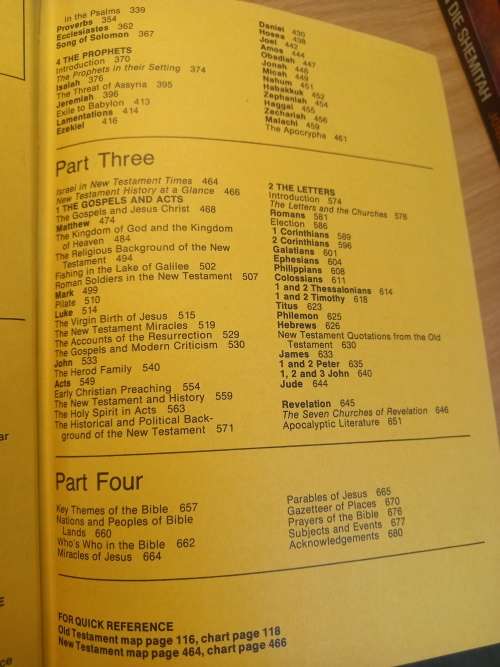 in the Psalms 339
Proverbs 354
Ecclesiastes 362
Song of Solomon 367
4 THE PROPHETS
Introduction 370
The Prophets in their Setting 374
Isaiah 376
The Threat of Assyria 395
Jeremiah 396
Exile to Babylon 413
Lamentations 414
Ezekiel 416
Daniel 430
Hosea 438
Joel 442
Amos 444
Obadiah 447
Jonah 448
Micah 449
Nahum 451
Habakkuk 452
Zephaniah 454
Haggai 455
Zechariah 456
Malachi 459
The Apocrypha 461
Part Three
Israel in New Testament Times 464
New Testament History at a Glance 466
1 THE GOSPELS AND ACTS
The Gospels and Jesus Christ 468
Matthew 474
The Kingdom of God and the Kingdom
of Heaven 484
The Religious Background of the New
Testament 494
Fishing in the Lake of Galilee 502
Roman Soldiers in the New Testament 507
Mark 499
Pilate 510
Luke 514
The Virgin Birth of Jesus 515
The New Testament Miracles 519
The Accounts of the Resurrection 529
The Gospels and Modern Criticism 530
John 533
The Herod Family 540
Acts 549
Early Christian Preaching 554
The New Testament and History 559
The Holy Spirit in Acts 563
The Historical and Political Back-
ground of the New Testament 571
2 THE LETTERS
Introduction 574
The Letters and the Churches 578
Romans 581
Election 586
1 Corinthians 589
2 Corinthians 596
Galatians 601
Ephesians 604
Philippians 608
Colossians 611
1 and 2 Thessalonians 614
1 and 2 Timothy 618
Titus 623
Philemon 625
Hebrews 626
New Testament Quotations from the Old
Testament 630
James 633
1 and 2 Peter 635
1, 2 and 3 John 640
Jude 644
Revelation 645
The Seven Churches of Revelation 646
Apocalyptic Literature 651
Part Four
Key Themes of the Bible 657
Nations and Peoples of Bible
Lands 660
Who's Who in the Bible 662
Miracles of Jesus 664
Parables of Jesus 665
Gazetteer of Places 670
Prayers of the Bible 676
Subjects and Events 677
Acknowledgements 680
FOR QUICK REFERENCE
Old Testament map page 116, chart page 118
New Testament map page 464, chart page 466
DIE SHEMITAH